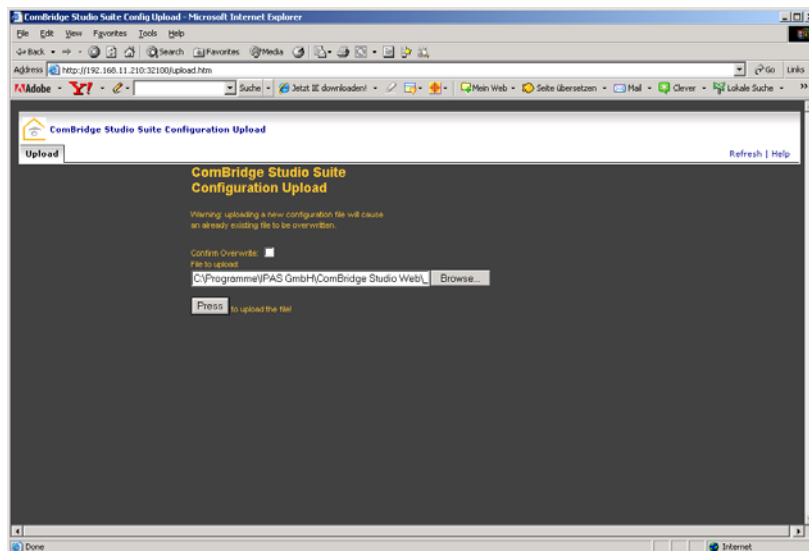 ComBridge Studio Suite Config Upload - Microsoft Internet Explorer
File Edit View Favorites Tools Help
Back Search Favorites Media
Address http://192.168.11.210:32100/upload.htm Go Links
Adobe Y! Suche Jetzt IE downloaden! Mein Web Seite übersetzen Mail Clever Lokale Suche »
ComBridge Studio Suite Configuration Upload
Upload Refresh | Help
ComBridge Studio Suite
Configuration Upload
Warning: uploading a new configuration file will cause
an already existing file to be overwritten.
Confirm Overwrite:
File to upload:
C:\Programme\IPAS GmbH\ComBridge Studio Web\_ Browse...
Press to upload the file!
Done Internet